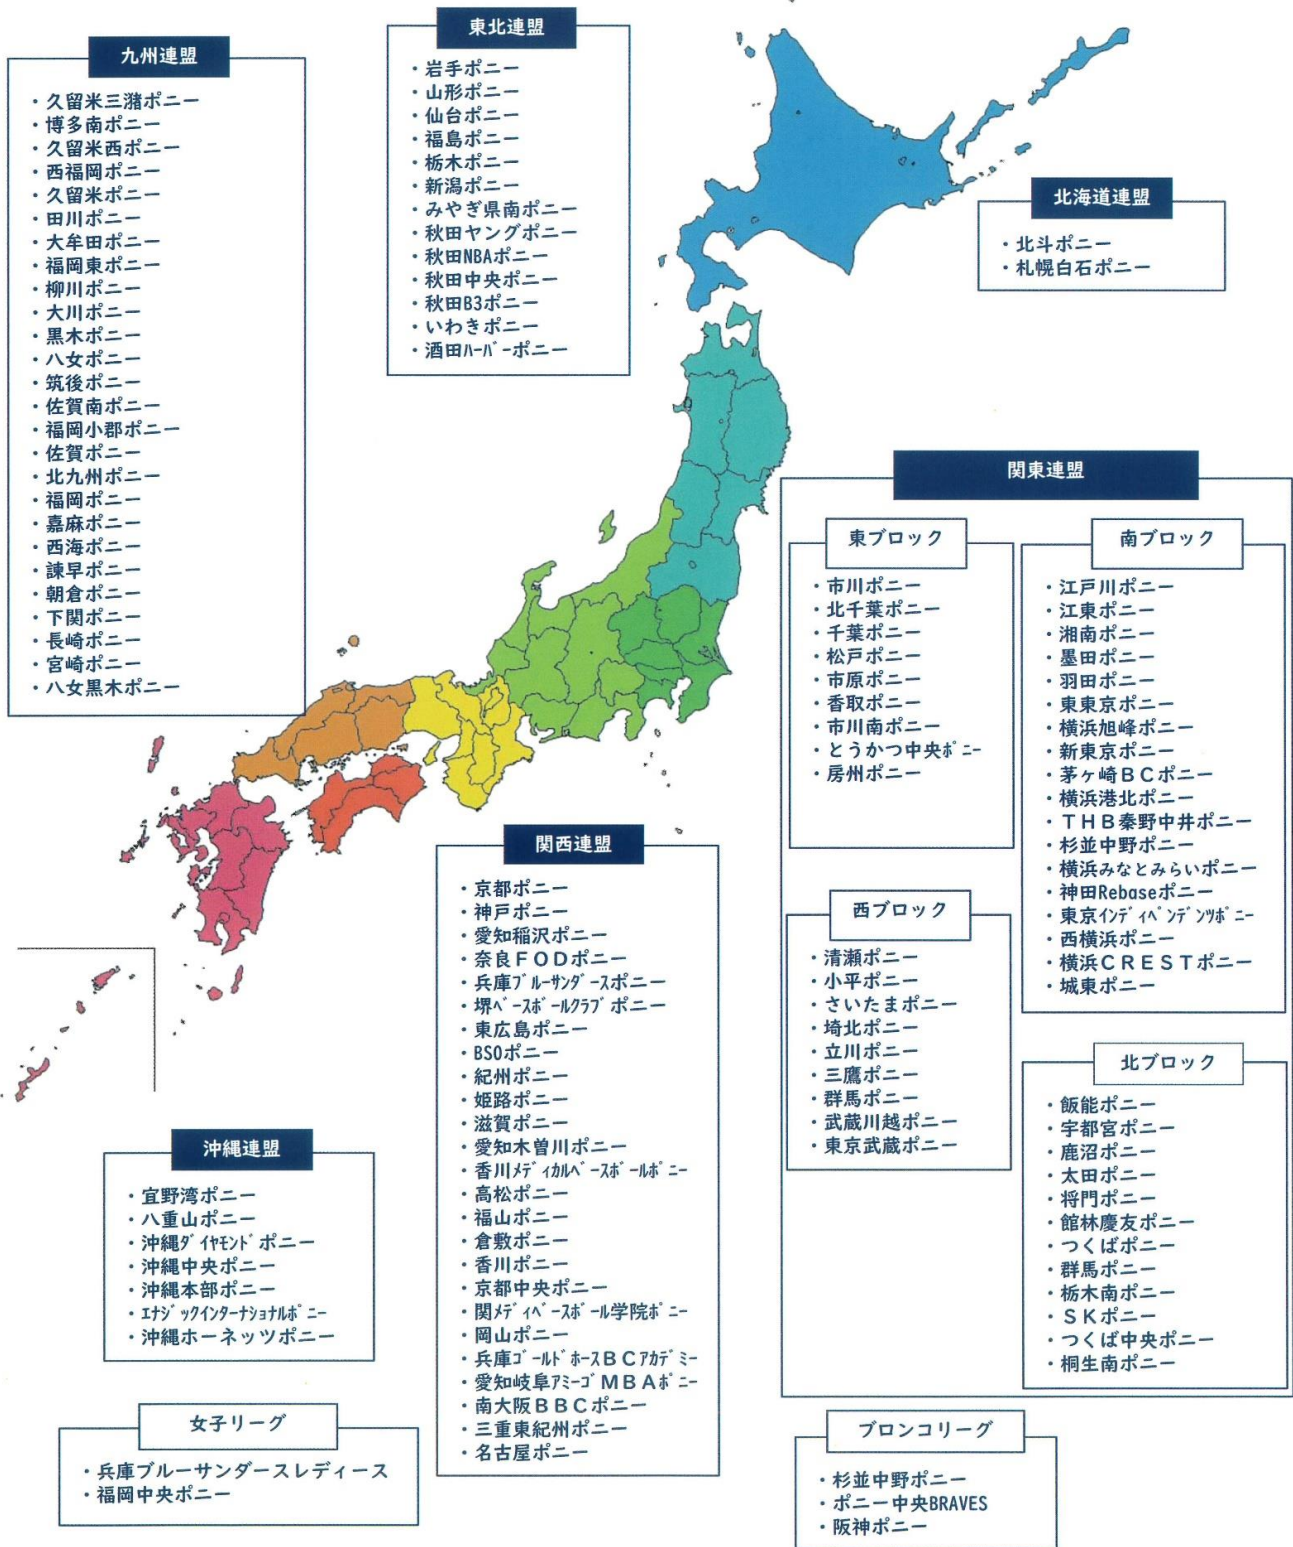 九州連盟
・久留米三潴ポニー
・博多南ポニー
・久留米西ポニー
・西福岡ポニー
・久留米ポニー
・田川ポニー
・大牟田ポニー
・福岡東ポニー
・柳川ポニー
・大川ポニー
・黒木ポニー
・八女ポニー
・筑後ポニー
・佐賀南ポニー
・福岡小郡ポニー
・佐賀ポニー
・北九州ポニー
・福岡ポニー
・嘉麻ポニー
・西海ポニー
・諫早ポニー
・朝倉ポニー
・下関ポニー
・長崎ポニー
・宮崎ポニー
・八女黒木ポニー
東北連盟
・岩手ポニー
・山形ポニー
・仙台ポニー
・福島ポニー
・栃木ポニー
・新潟ポニー
・みやぎ県南ポニー
・秋田ヤングポニー
・秋田NBAポニー
・秋田中央ポニー
・秋田B3ポニー
・いわきポニー
・酒田ﾊｰﾊﾞｰポニー
北海道連盟
・北斗ポニー
・札幌白石ポニー
関東連盟
東ブロック
・市川ポニー
・北千葉ポニー
・千葉ポニー
・松戸ポニー
・市原ポニー
・香取ポニー
・市川南ポニー
・とうかつ中央ﾎﾟﾆｰ
・房州ポニー
南ブロック
・江戸川ポニー
・江東ポニー
・湘南ポニー
・墨田ポニー
・羽田ポニー
・東東京ポニー
・横浜旭峰ポニー
・新東京ポニー
・茅ヶ崎ＢＣポニー
・横浜港北ポニー
・ＴＨＢ秦野中井ポニー
・杉並中野ポニー
・横浜みなとみらいポニー
・神田Rebaseポニー
・東京ｲﾝﾃﾞｨﾍﾟﾝﾃﾞﾝﾂﾎﾟﾆｰ
・西横浜ポニー
・横浜ＣＲＥＳＴポニー
・城東ポニー
西ブロック
・清瀬ポニー
・小平ポニー
・さいたまポニー
・埼北ポニー
・立川ポニー
・三鷹ポニー
・群馬ポニー
・武蔵川越ポニー
・東京武蔵ポニー
北ブロック
・飯能ポニー
・宇都宮ポニー
・鹿沼ポニー
・太田ポニー
・将門ポニー
・館林慶友ポニー
・つくばポニー
・群馬ポニー
・栃木南ポニー
・ＳＫポニー
・つくば中央ポニー
・桐生南ポニー
関西連盟
・京都ポニー
・神戸ポニー
・愛知稲沢ポニー
・奈良ＦＯＤポニー
・兵庫ﾌﾞﾙｰｻﾝﾀﾞｰｽポニー
・堺ﾍﾞｰｽﾎﾞｰﾙｸﾗﾌﾞポニー
・東広島ポニー
・BSOポニー
・紀州ポニー
・姫路ポニー
・滋賀ポニー
・愛知木曽川ポニー
・香川ﾒﾃﾞｨｶﾙﾍﾞｰｽﾎﾞｰﾙﾎﾟﾆｰ
・高松ポニー
・福山ポニー
・倉敷ポニー
・香川ポニー
・京都中央ポニー
・関ﾒﾃﾞｨﾍﾞｰｽﾎﾞｰﾙ学院ﾎﾟﾆｰ
・岡山ポニー
・兵庫ｺﾞｰﾙﾄﾞﾎｰｽＢＣｱｶﾃﾞﾐｰ
・愛知岐阜ｱﾐｰｺﾞＭＢＡﾎﾟﾆｰ
・南大阪ＢＢＣポニー
・三重東紀州ポニー
・名古屋ポニー
沖縄連盟
・宜野湾ポニー
・八重山ポニー
・沖縄ﾀﾞｲﾔﾓﾝﾄﾞポニー
・沖縄中央ポニー
・沖縄本部ポニー
・ｴﾅｼﾞｯｸｲﾝﾀｰﾅｼｮﾅﾙﾎﾟﾆｰ
・沖縄ホーネッツポニー
女子リーグ
・兵庫ブルーサンダースレディース
・福岡中央ポニー
ブロンコリーグ
・杉並中野ポニー
・ポニー中央BRAVES
・阪神ポニー